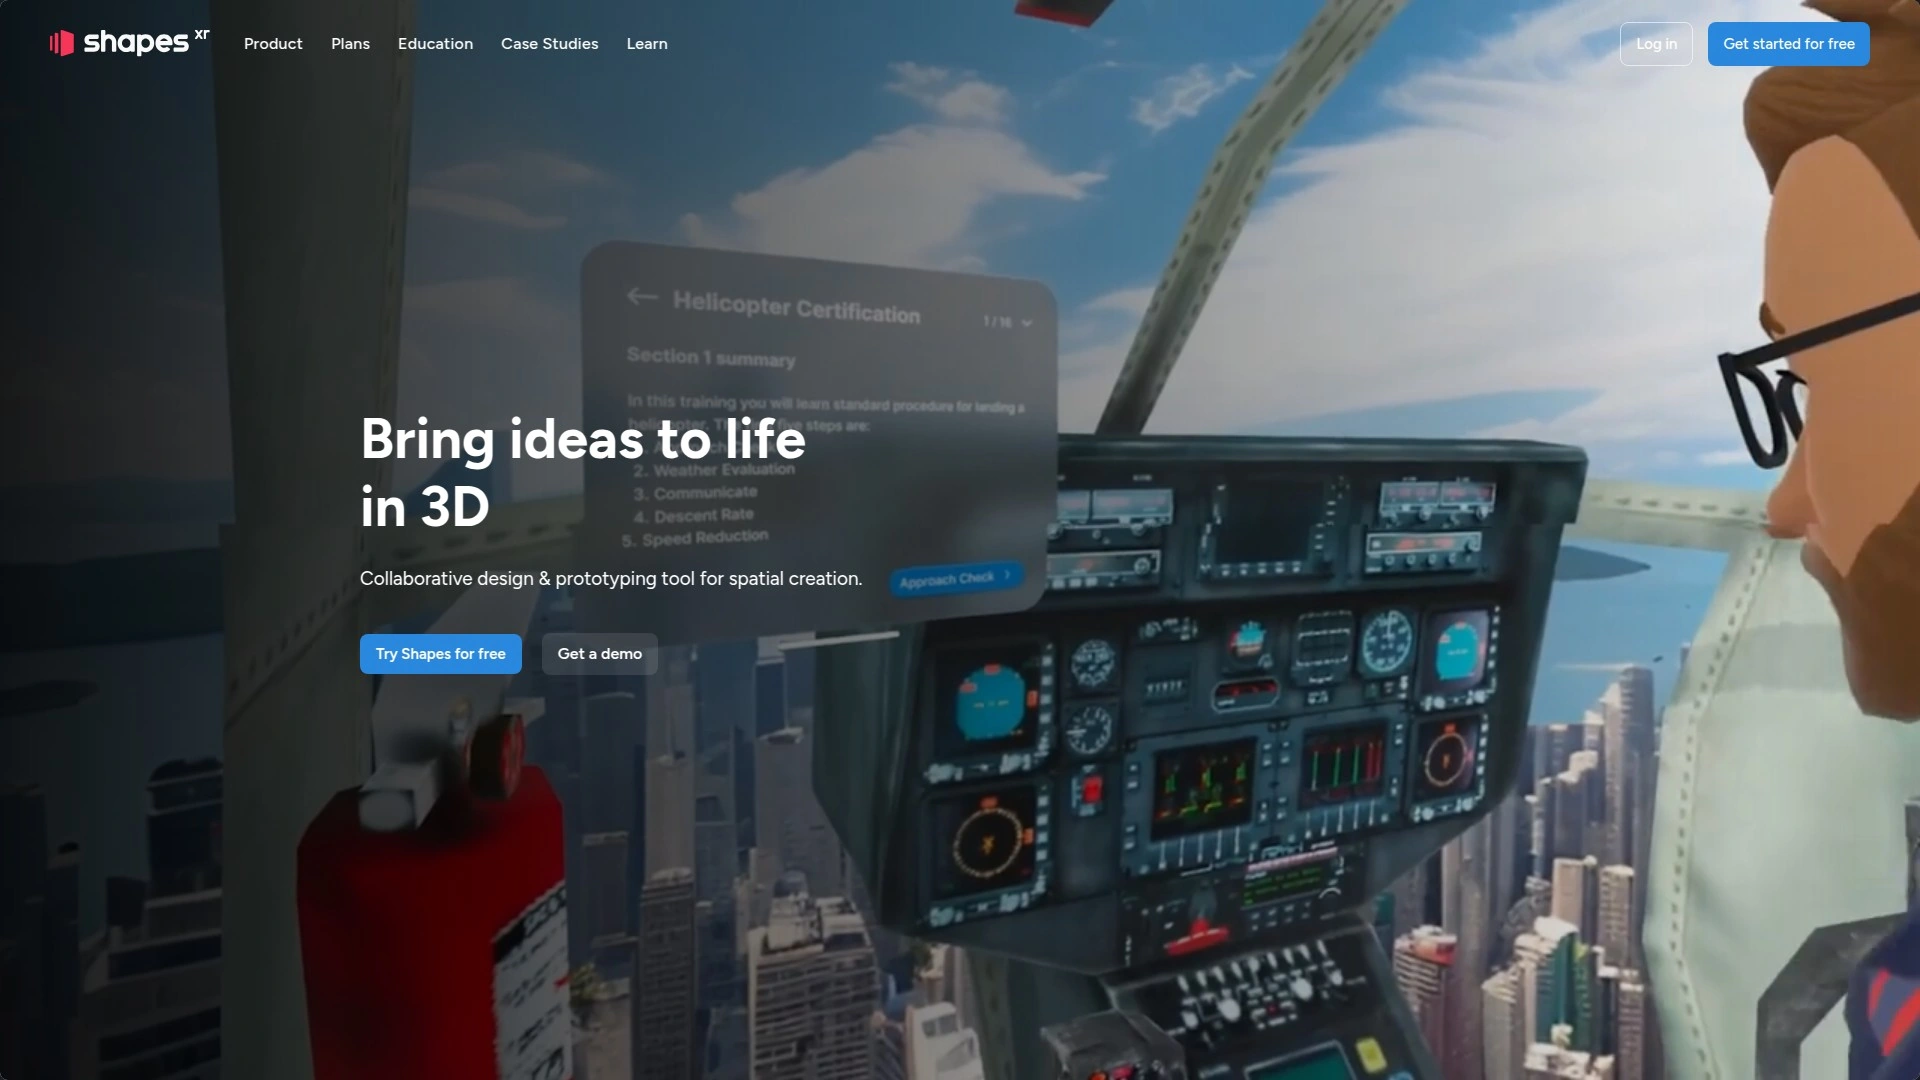 shapes xr
Product
Plans
Education
Case Studies
Learn
Log in
Get started for free
Helicopter Certification
1 / 16
Section 1 summary
In this training you will learn standard procedure for landing a
five steps are:
2. Weather Evaluation
3. Communicate
4. Descent Rate
5. Speed Reduction
Approach Check
Bring ideas to life
in 3D
Collaborative design & prototyping tool for spatial creation.
Try Shapes for free
Get a demo